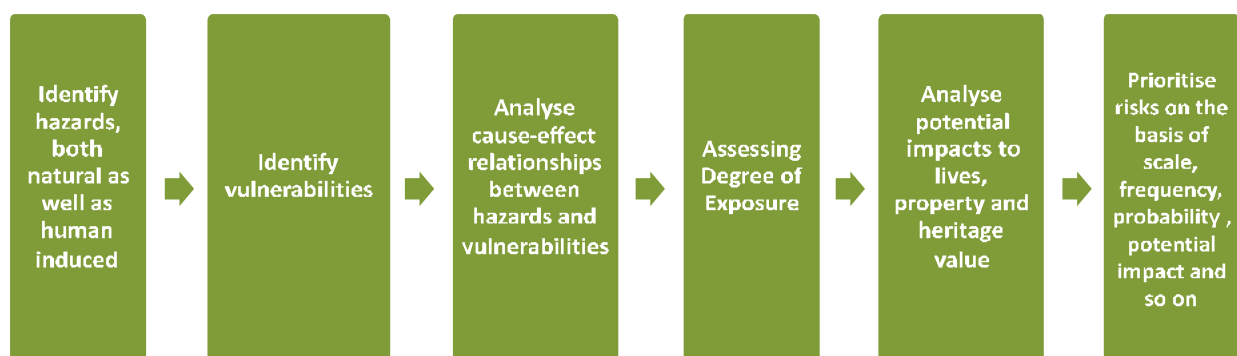 Identify
hazards,
both
natural as
well as
human
induced
Identify
vulnerabilities
Analyse
cause-effect
relationships
between
hazards and
vulnerabilities
Assessing
Degree of
Exposure
Analyse
potential
impacts to
lives,
property and
heritage
value
Prioritise
risks on the
basis of
scale,
frequency,
probability ,
potential
impact and
so on